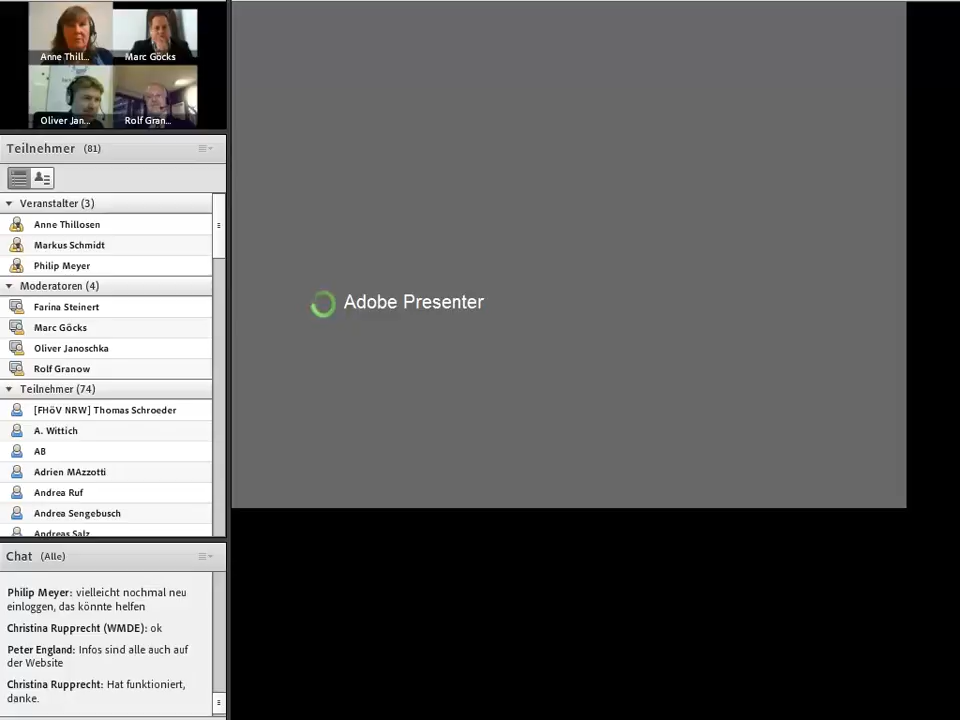 Anne Thill...
Marc Göcks
Oliver Jan...
Rolf Gran...
Teilnehmer (81)
Veranstalter (3)
Anne Thillosen
Markus Schmidt
Philip Meyer
Moderatoren (4)
Farina Steinert
Marc Göcks
Oliver Janoschka
Rolf Granow
Teilnehmer (74)
[FHöV NRW] Thomas Schroeder
A. Wittich
AB
Adrien MAzzotti
Andrea Ruf
Andrea Sengebusch
Andreas Salz
Chat (Alle)
Philip Meyer: vielleicht nochmal neu
einloggen, das könnte helfen
Christina Rupprecht (WMDE): ok
Peter England: Infos sind alle auch auf
der Website
Christina Rupprecht: Hat funktioniert,
danke.
Adobe Presenter